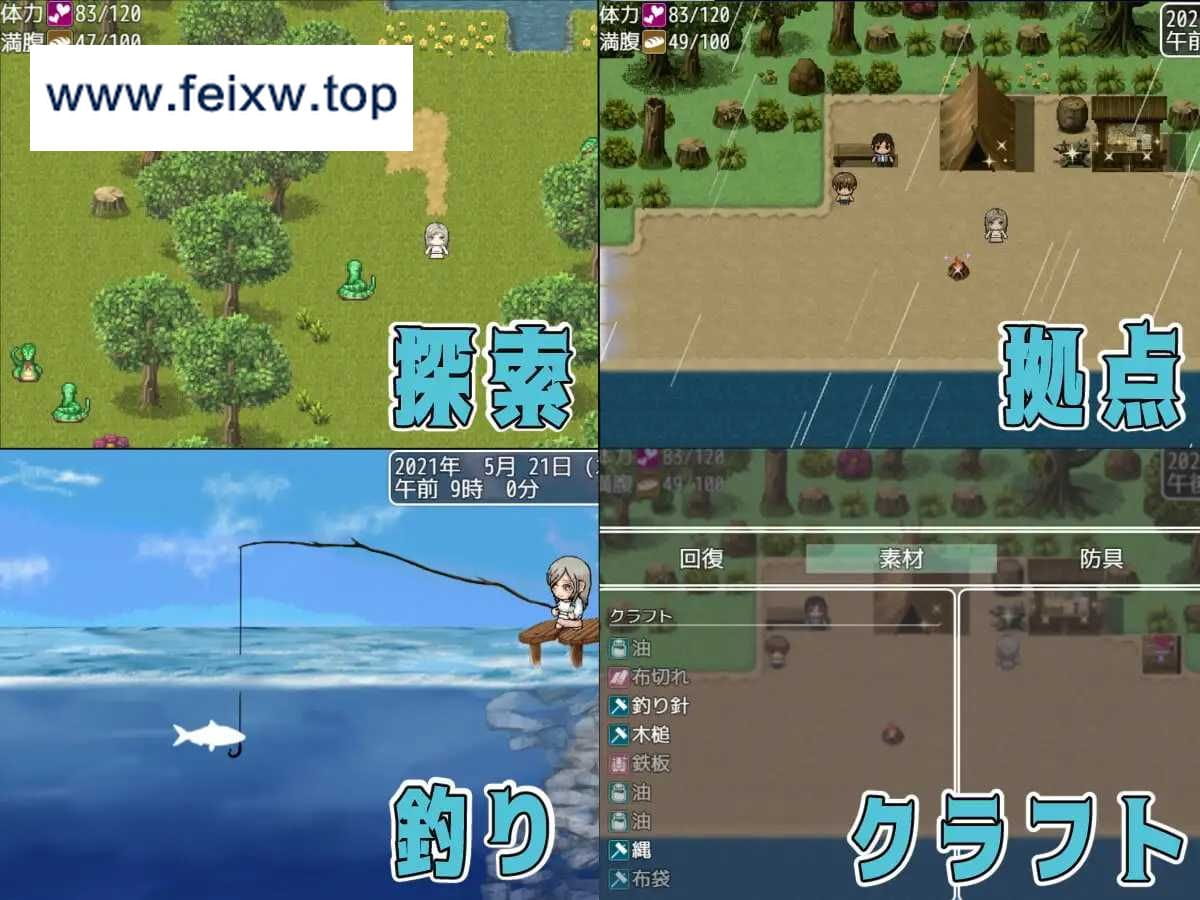 体力 83/120
満腹 47/100
www.feixw.top
探索
体力 83/120
満腹 49/100
202
午前
拠点
2021年 5月 21日 (
午前 9時 0分
釣り
体力 83/120
満腹 49/100
202
午後
回復 素材 防具
クラフト
油
布切れ
釣り針
木槌
鉄板
油
油
縄
布袋
クラフト